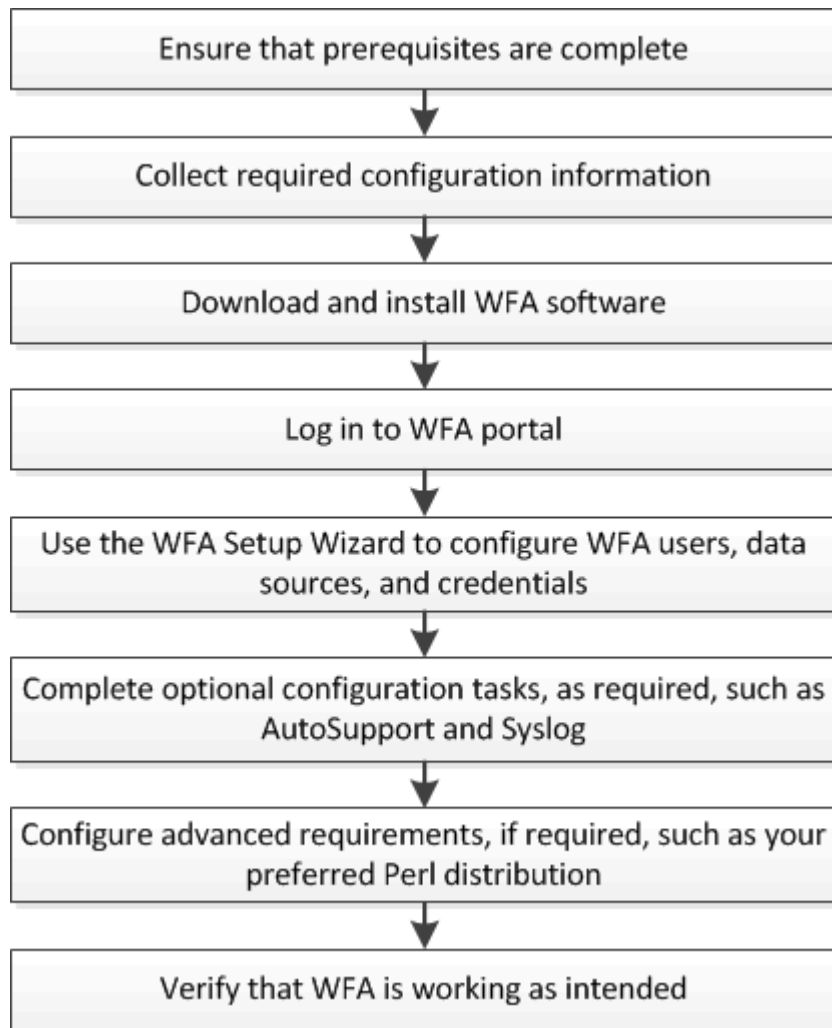 Ensure that prerequisites are complete
Collect required configuration information
Download and install WFA software
Log in to WFA portal
Use the WFA Setup Wizard to configure WFA users, data
sources, and credentials
Complete optional configuration tasks, as required, such as
AutoSupport and Syslog
Configure advanced requirements, if required, such as your
preferred Perl distribution
Verify that WFA is working as intended